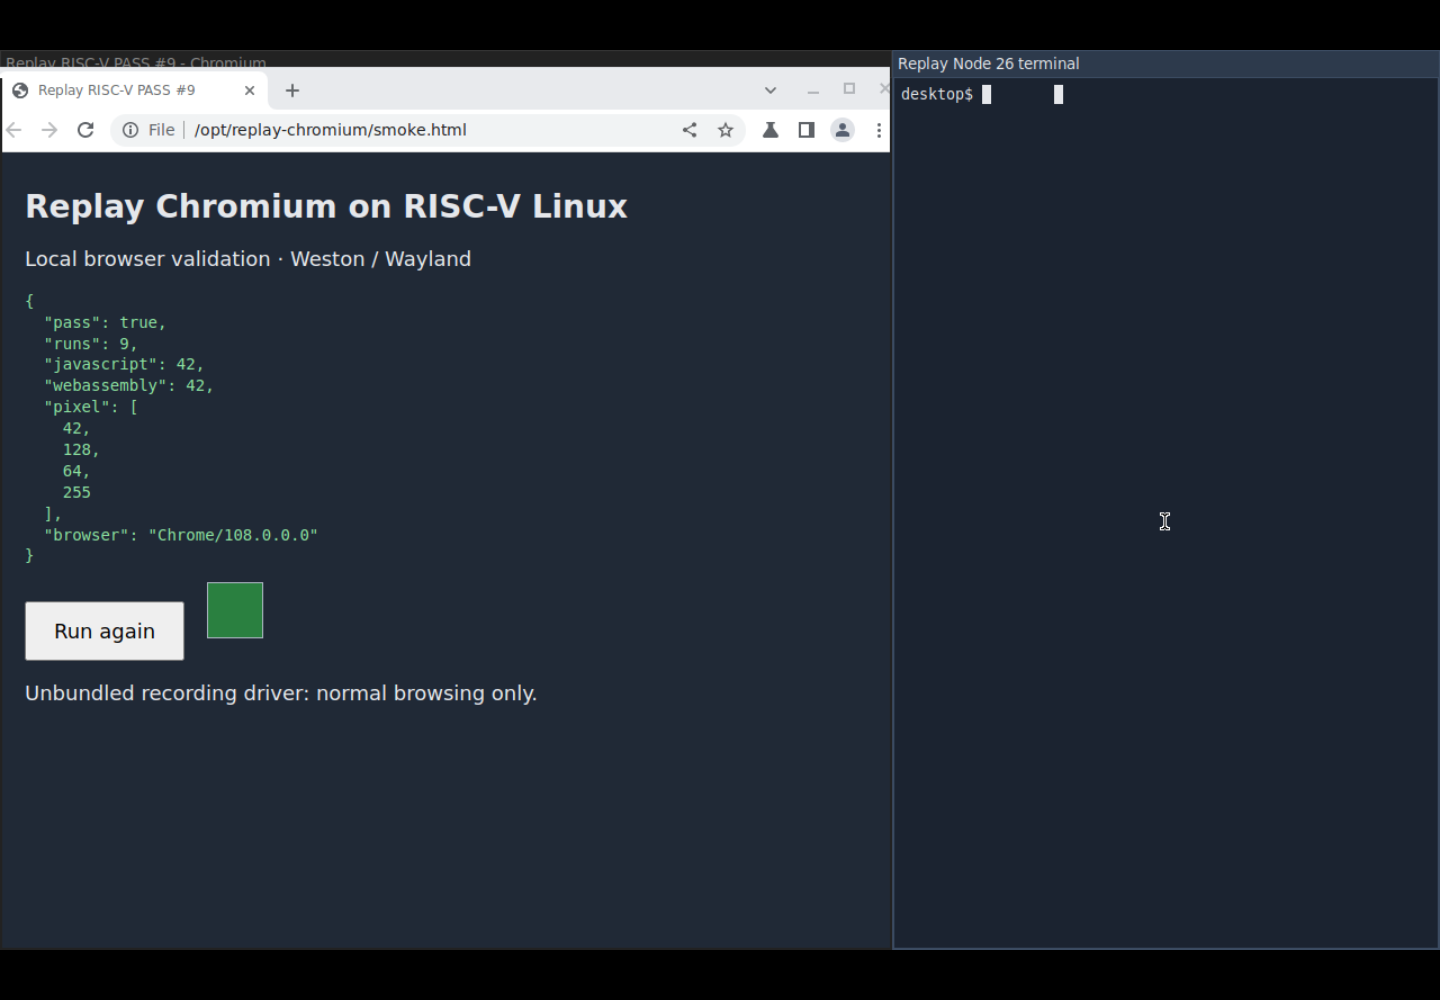 Replay RISC-V PASS #9 - Chromium
Replay RISC-V PASS #9
File
/opt/replay-chromium/smoke.html
Replay Chromium on RISC-V Linux
Local browser validation · Weston / Wayland
{
  "pass": true,
  "runs": 9,
  "javascript": 42,
  "webassembly": 42,
  "pixel": [
    42,
    128,
    64,
    255
  ],
  "browser": "Chrome/108.0.0.0"
}
Run again
Unbundled recording driver: normal browsing only.
Replay Node 26 terminal
desktop$